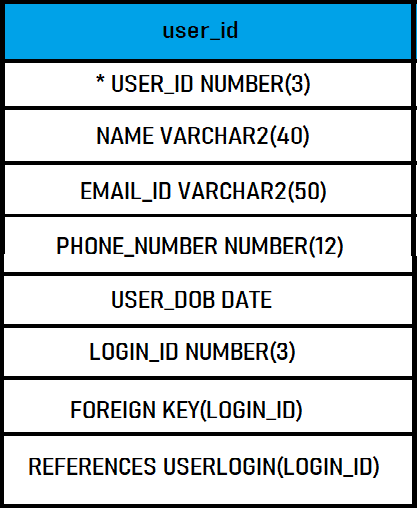 user_id
* USER_ID NUMBER(3)
NAME VARCHAR2(40)
EMAIL_ID VARCHAR2(50)
PHONE_NUMBER NUMBER(12)
USER_DOB DATE
LOGIN_ID NUMBER(3)
FOREIGN KEY(LOGIN_ID)
REFERENCES USERLOGIN(LOGIN_ID)